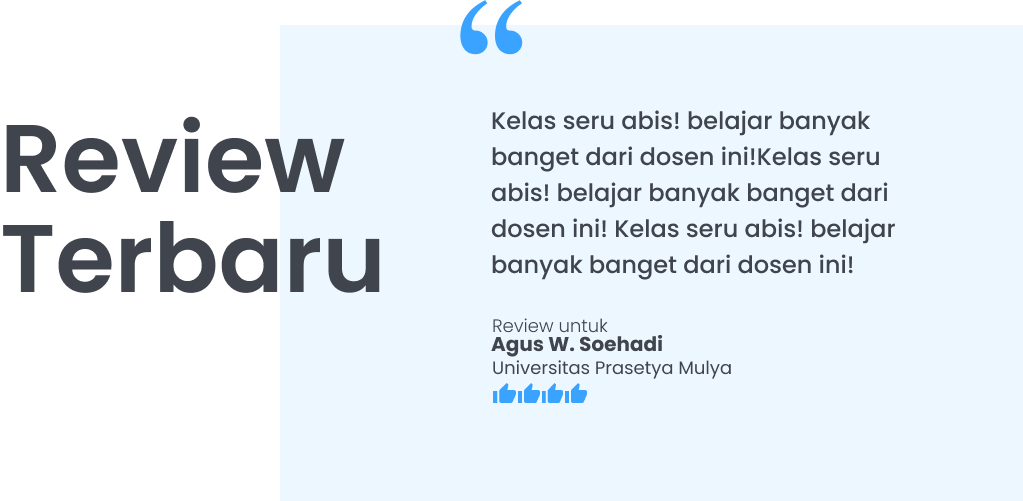 Review
Terbaru
“
Kelas seru abis! belajar banyak
banget dari dosen ini!Kelas seru
abis! belajar banyak banget dari
dosen ini! Kelas seru abis! belajar
banyak banget dari dosen ini!
Review untuk
Agus W. Soehadi
Universitas Prasetya Mulya